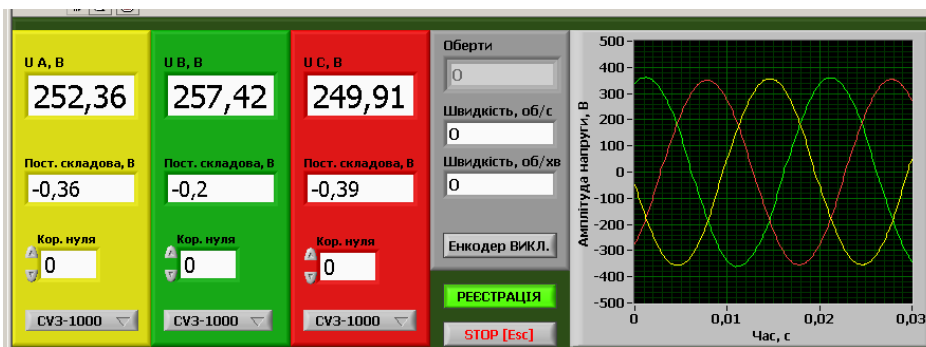 U A, В
252,36
Пост. складова, В
-0,36
Кор. нуля
0
СУЗ-1000
U B, В
257,42
Пост. складова, В
-0,2
Кор. нуля
0
СУЗ-1000
U C, В
249,91
Пост. складова, В
-0,39
Кор. нуля
0
СУЗ-1000
Оберти
0
Швидкість, об/с
0
Швидкість, об/хв
0
Енкодер ВИКЛ.
РЕЄСТРАЦІЯ
STOP [Esc]
Амплітуда напруги, В
500
400
300
200
100
0
-100
-200
-300
-400
-500
0
0,01
0,02
0,03
Час, с